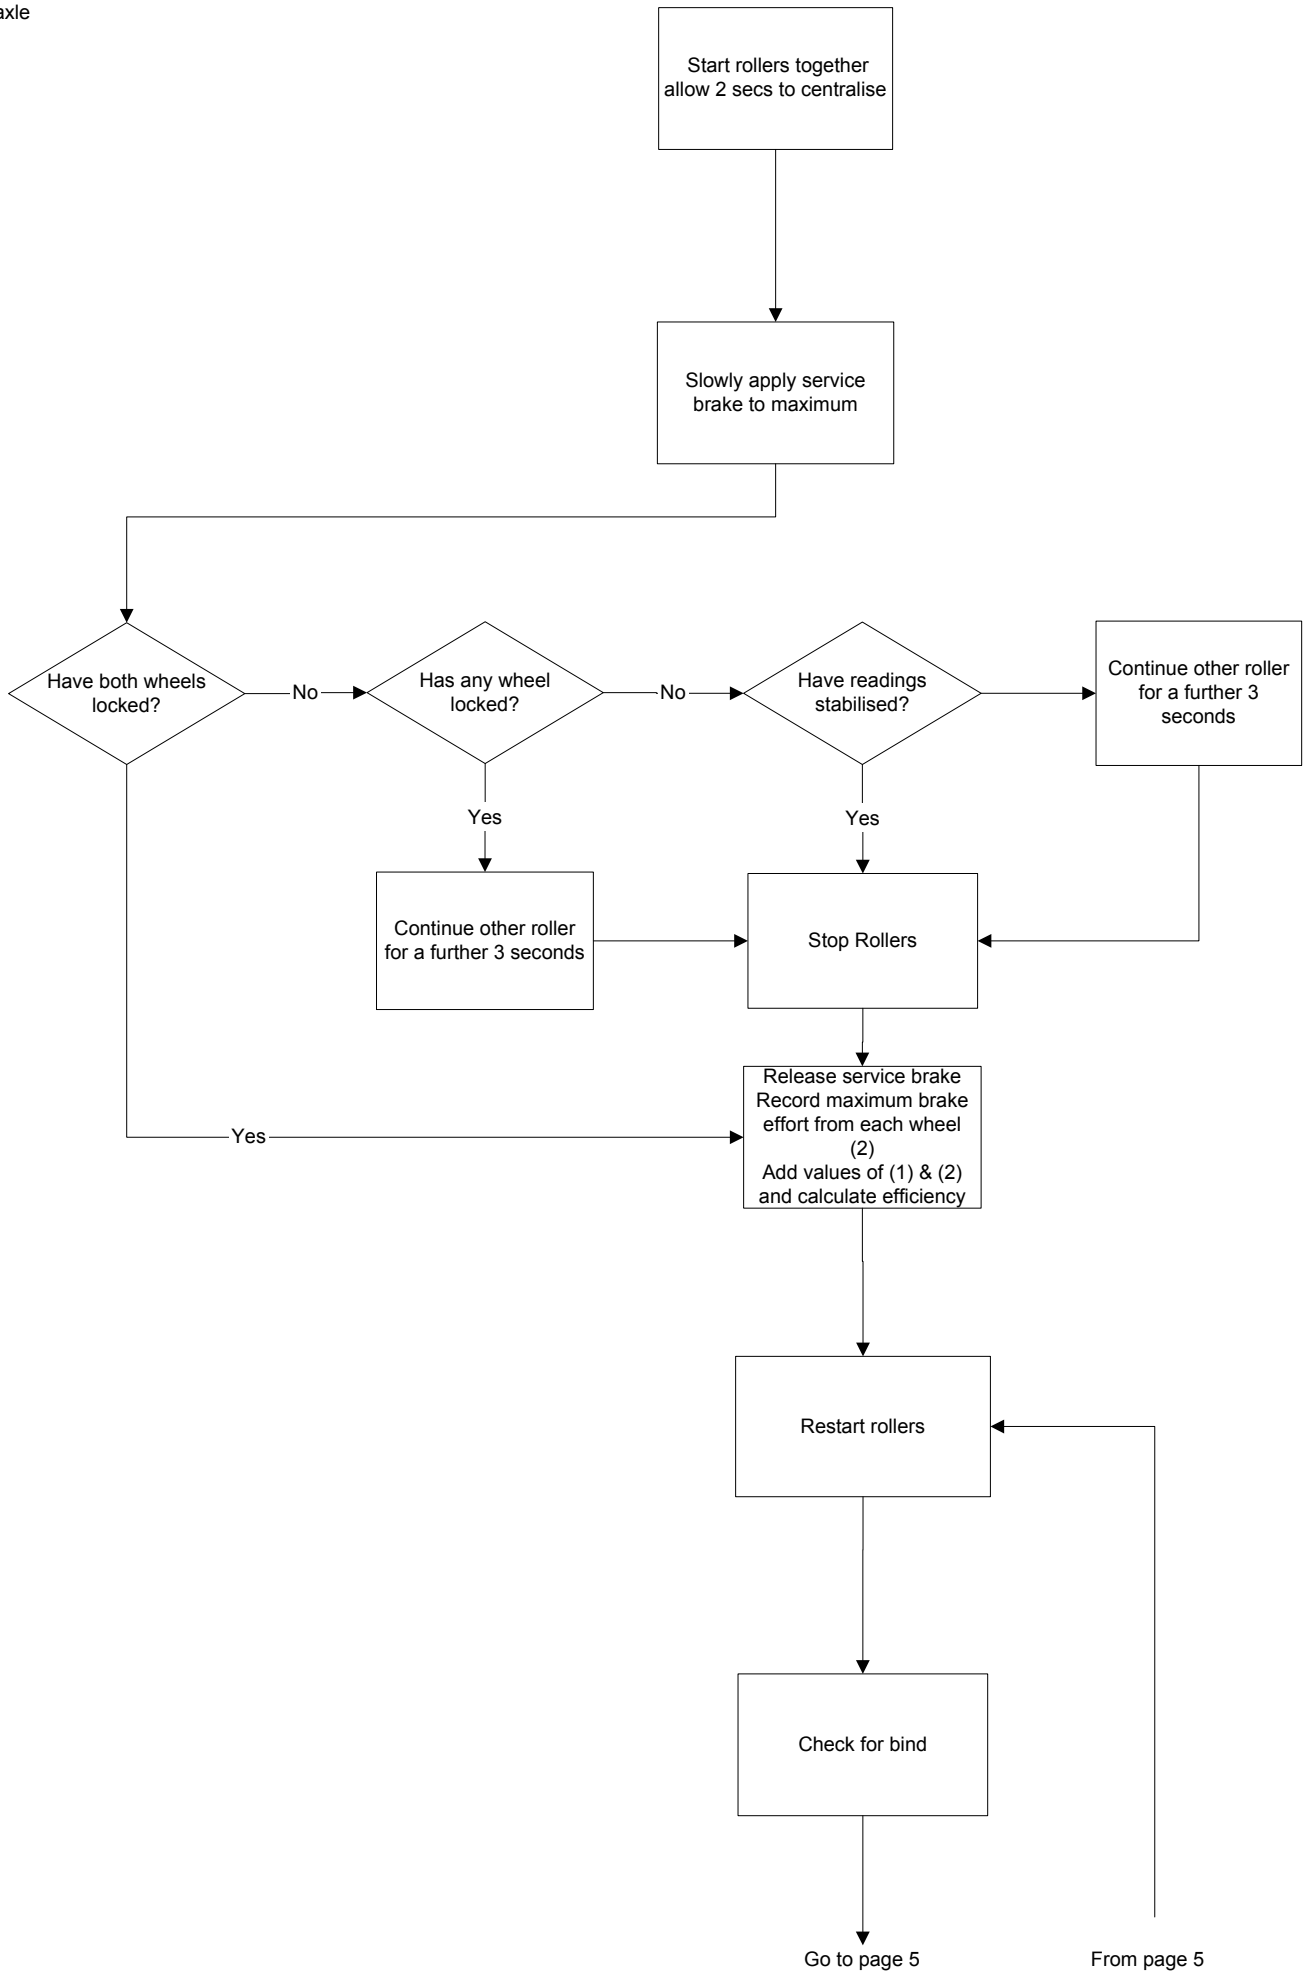 axle
Start rollers together
allow 2 secs to centralise
Slowly apply service
brake to maximum
Have both wheels
locked?
No
Has any wheel
locked?
No
Have readings
stabilised?
Continue other roller
for a further 3
seconds
Yes
Yes
Continue other roller
for a further 3 seconds
Stop Rollers
Release service brake
Record maximum brake
effort from each wheel
(2)
Add values of (1) & (2)
and calculate efficiency
Yes
Restart rollers
Check for bind
Go to page 5
From page 5